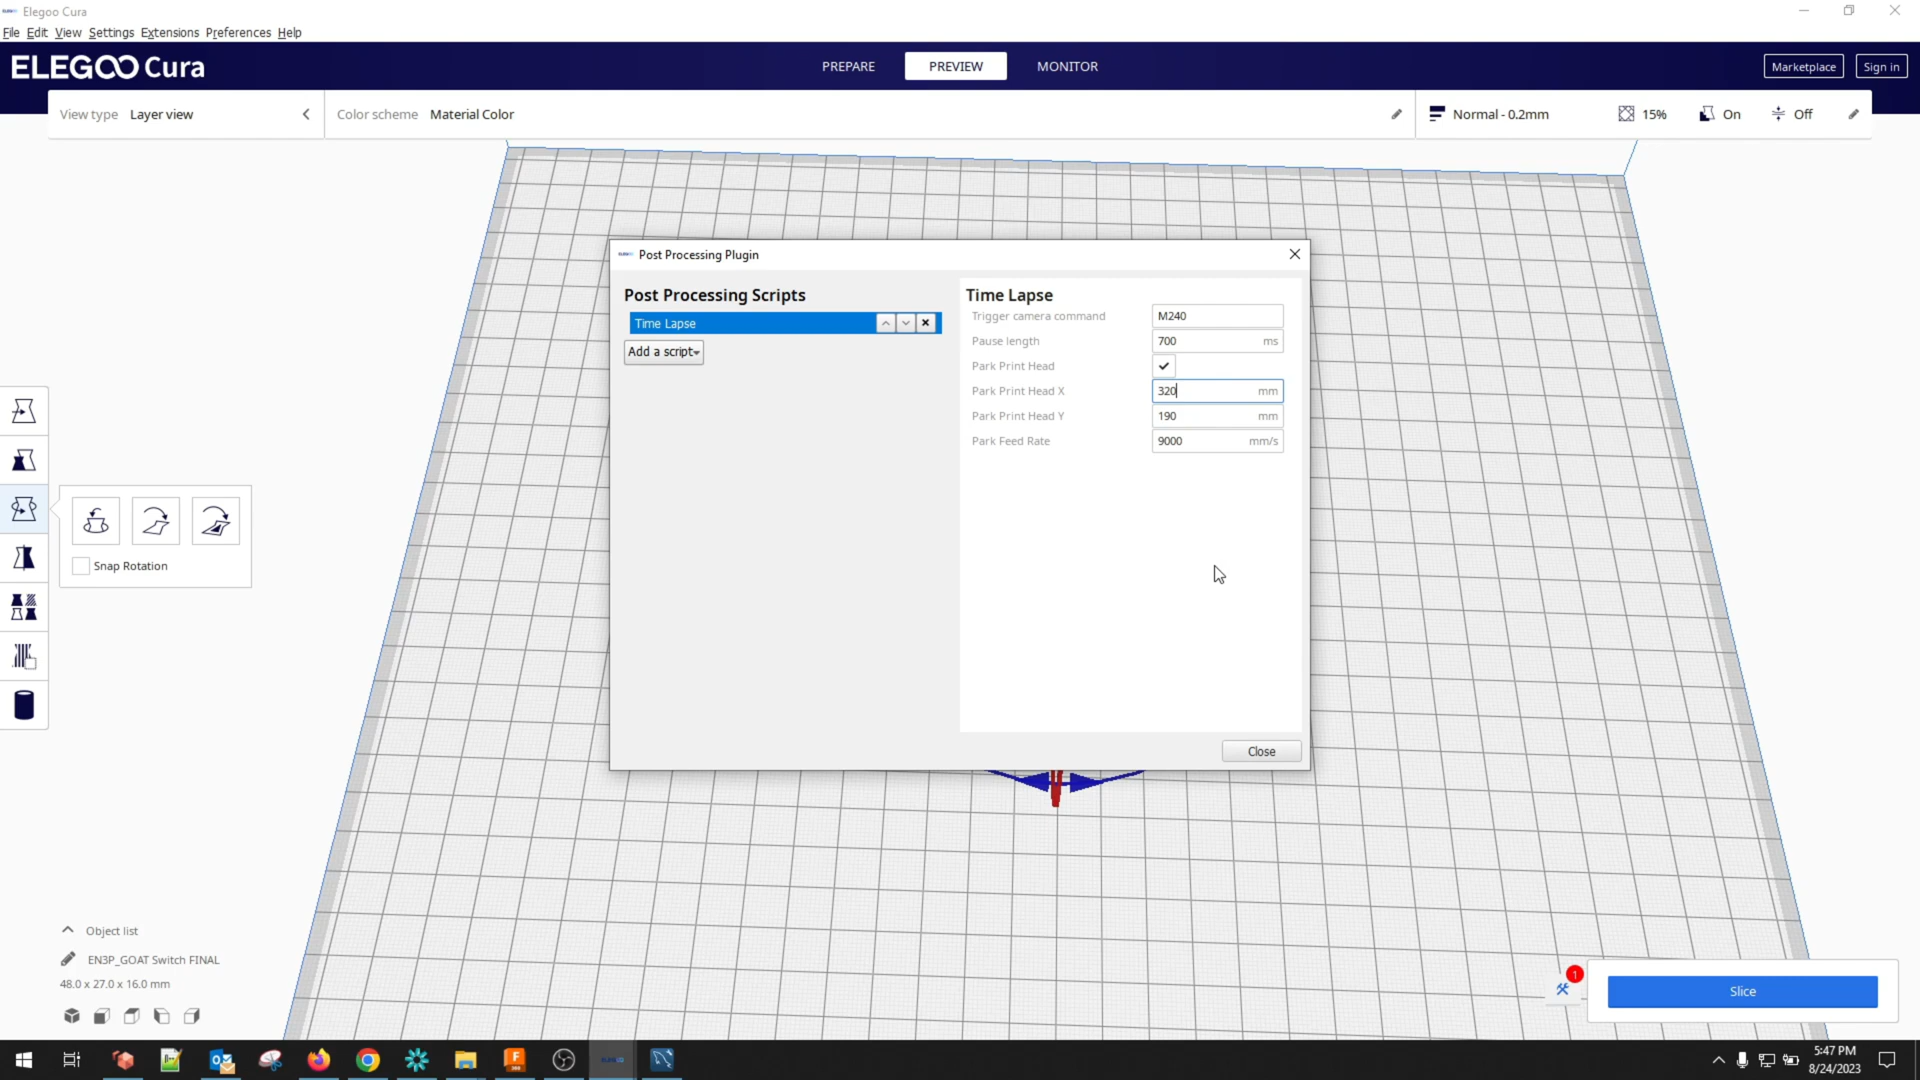 Elegoo Cura
File Edit View Settings Extensions Preferences Help
ELEGOO Cura
PREPARE
PREVIEW
MONITOR
Marketplace
Sign in
View type Layer view
Color scheme Material Color
Normal - 0.2mm
15%
On
Off
Post Processing Plugin
Post Processing Scripts
Time Lapse
Add a script
Time Lapse
Trigger camera command M240
Pause length 700 ms
Park Print Head
Park Print Head X 320 mm
Park Print Head Y 190 mm
Park Feed Rate 9000 mm/s
Close
Snap Rotation
Object list
EN3P_GOAT Switch FINAL
48.0 x 27.0 x 16.0 mm
1
Slice
5:47 PM
8/24/2023